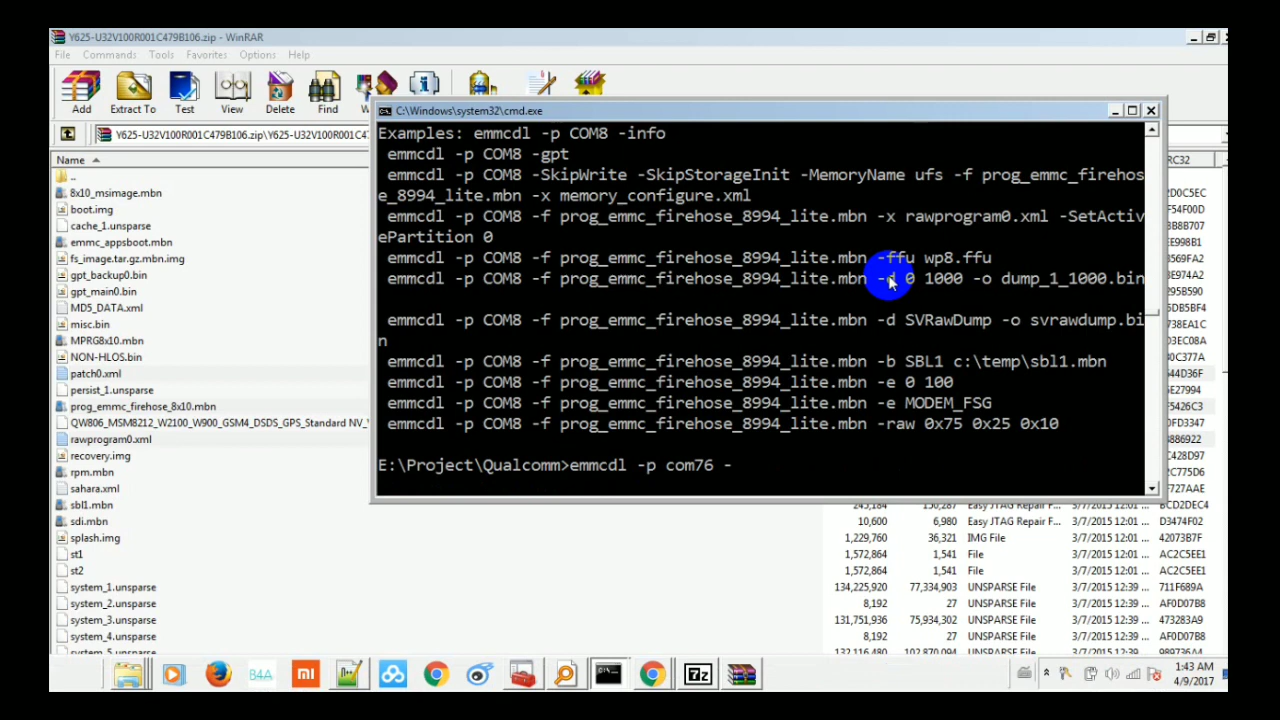 Y625-U32V100R001C479B106.zip - WinRAR
File Commands Tools Favorites Options Help
Add Extract To Test View Delete Find
C:\Windows\system32\cmd.exe
Y625-U32V100R001C479B106.zip\Y625-U32V100R001C47
Name
..
8x10_msimage.mbn
boot.img
cache_1.unsparse
emmc_appsboot.mbn
fs_image.tar.gz.mbn.img
gpt_backup0.bin
gpt_main0.bin
MD5_DATA.xml
misc.bin
MPRG8x10.mbn
NON-HLOS.bin
patch0.xml
persist_1.unsparse
prog_emmc_firehose_8x10.mbn
QW806_MSM8212_W2100_W900_GSM4_DSDS_GPS_Standard NV_V
rawprogram0.xml
recovery.img
rpm.mbn
sahara.xml
sbl1.mbn
sdi.mbn
splash.img
st1
st2
system_1.unsparse
system_2.unsparse
system_3.unsparse
system_4.unsparse
system_5.unsparse
Examples: emmcdl -p COM8 -info
emmcdl -p COM8 -gpt
emmcdl -p COM8 -SkipWrite -SkipStorageInit -MemoryName ufs -f prog_emmc_firehos
e_8994_lite.mbn -x memory_configure.xml
emmcdl -p COM8 -f prog_emmc_firehose_8994_lite.mbn -x rawprogram0.xml -SetActiv
ePartition 0
emmcdl -p COM8 -f prog_emmc_firehose_8994_lite.mbn -ffu wp8.ffu
emmcdl -p COM8 -f prog_emmc_firehose_8994_lite.mbn -d 0 1000 -o dump_1_1000.bin
emmcdl -p COM8 -f prog_emmc_firehose_8994_lite.mbn -d SVRawDump -o svrawdump.bi
n
emmcdl -p COM8 -f prog_emmc_firehose_8994_lite.mbn -b SBL1 c:\temp\sbl1.mbn
emmcdl -p COM8 -f prog_emmc_firehose_8994_lite.mbn -e 0 100
emmcdl -p COM8 -f prog_emmc_firehose_8994_lite.mbn -e MODEM_FSG
emmcdl -p COM8 -f prog_emmc_firehose_8994_lite.mbn -raw 0x75 0x25 0x10
E:\Project\Qualcomm>emmcdl -p com76 -
10,600 6,980 Easy JTAG Repair F... 3/7/2015 12:01 ... D3474F02
1,229,760 36,321 IMG File 3/7/2015 12:01 ... 42073B7F
1,572,864 1,541 File 3/7/2015 12:01 ... AC2C5EE1
1,572,864 1,541 File 3/7/2015 12:01 ... AC2C5EE1
134,225,920 77,334,903 UNSPARSE File 3/7/2015 12:39 ... 711F689A
8,192 27 UNSPARSE File 3/7/2015 12:39 ... AF0D07B8
131,751,936 75,934,302 UNSPARSE File 3/7/2015 12:39 ... 473283A9
8,192 27 UNSPARSE File 3/7/2015 12:39 ... AF0D07B8
B4A
mi
7z
1:43 AM
4/9/2017